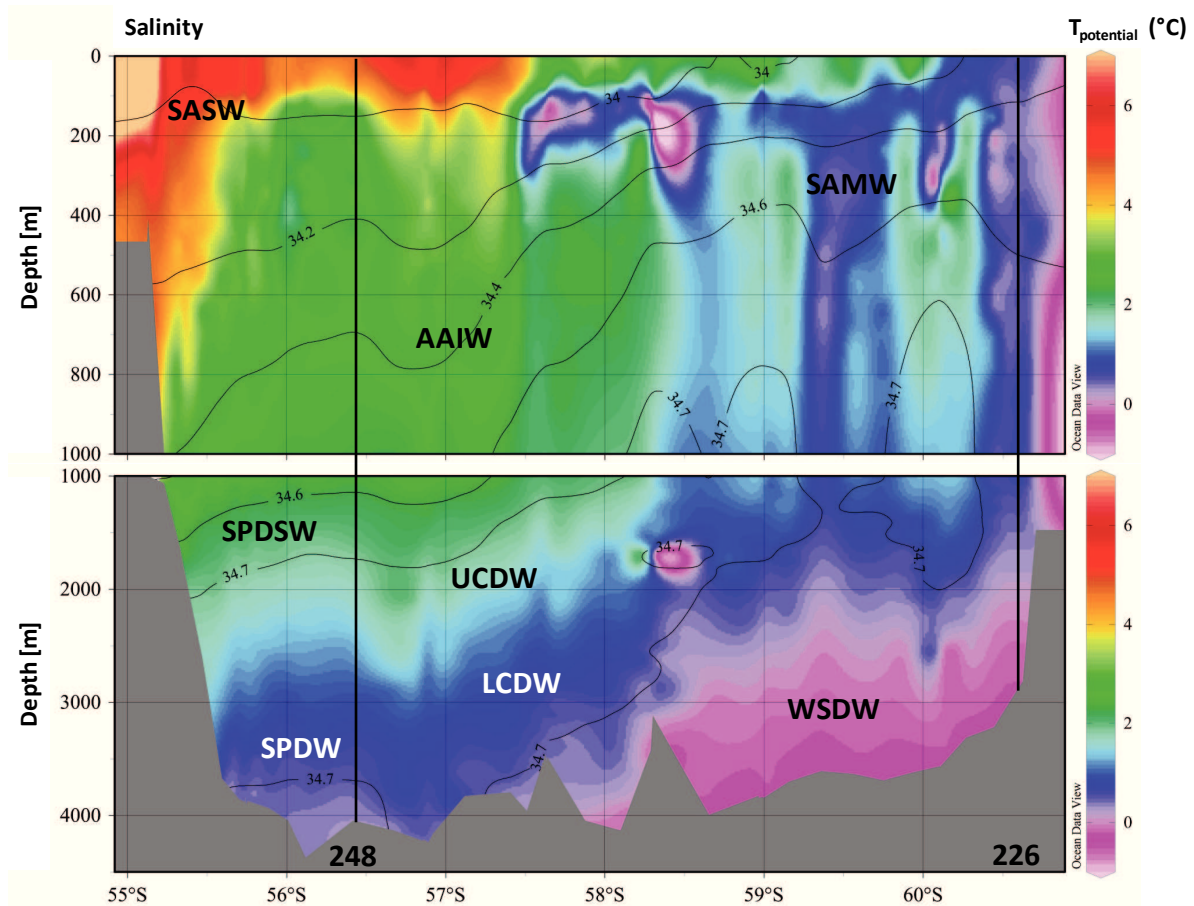 Salinity
Tpotential (°C)
0
200
400
600
800
1000
Depth [m]
SASW
34
34
SAMW
34.6
34.2
34.4
AAIW
34.7
34.7
34.7
6
4
2
0
Ocean Data View
1000
2000
3000
4000
Depth [m]
34.6
SPDSW
34.7
34.7
34.7
UCDW
LCDW
WSDW
SPDW
34.7
34.7
248
226
6
4
2
0
Ocean Data View
55°S
56°S
57°S
58°S
59°S
60°S